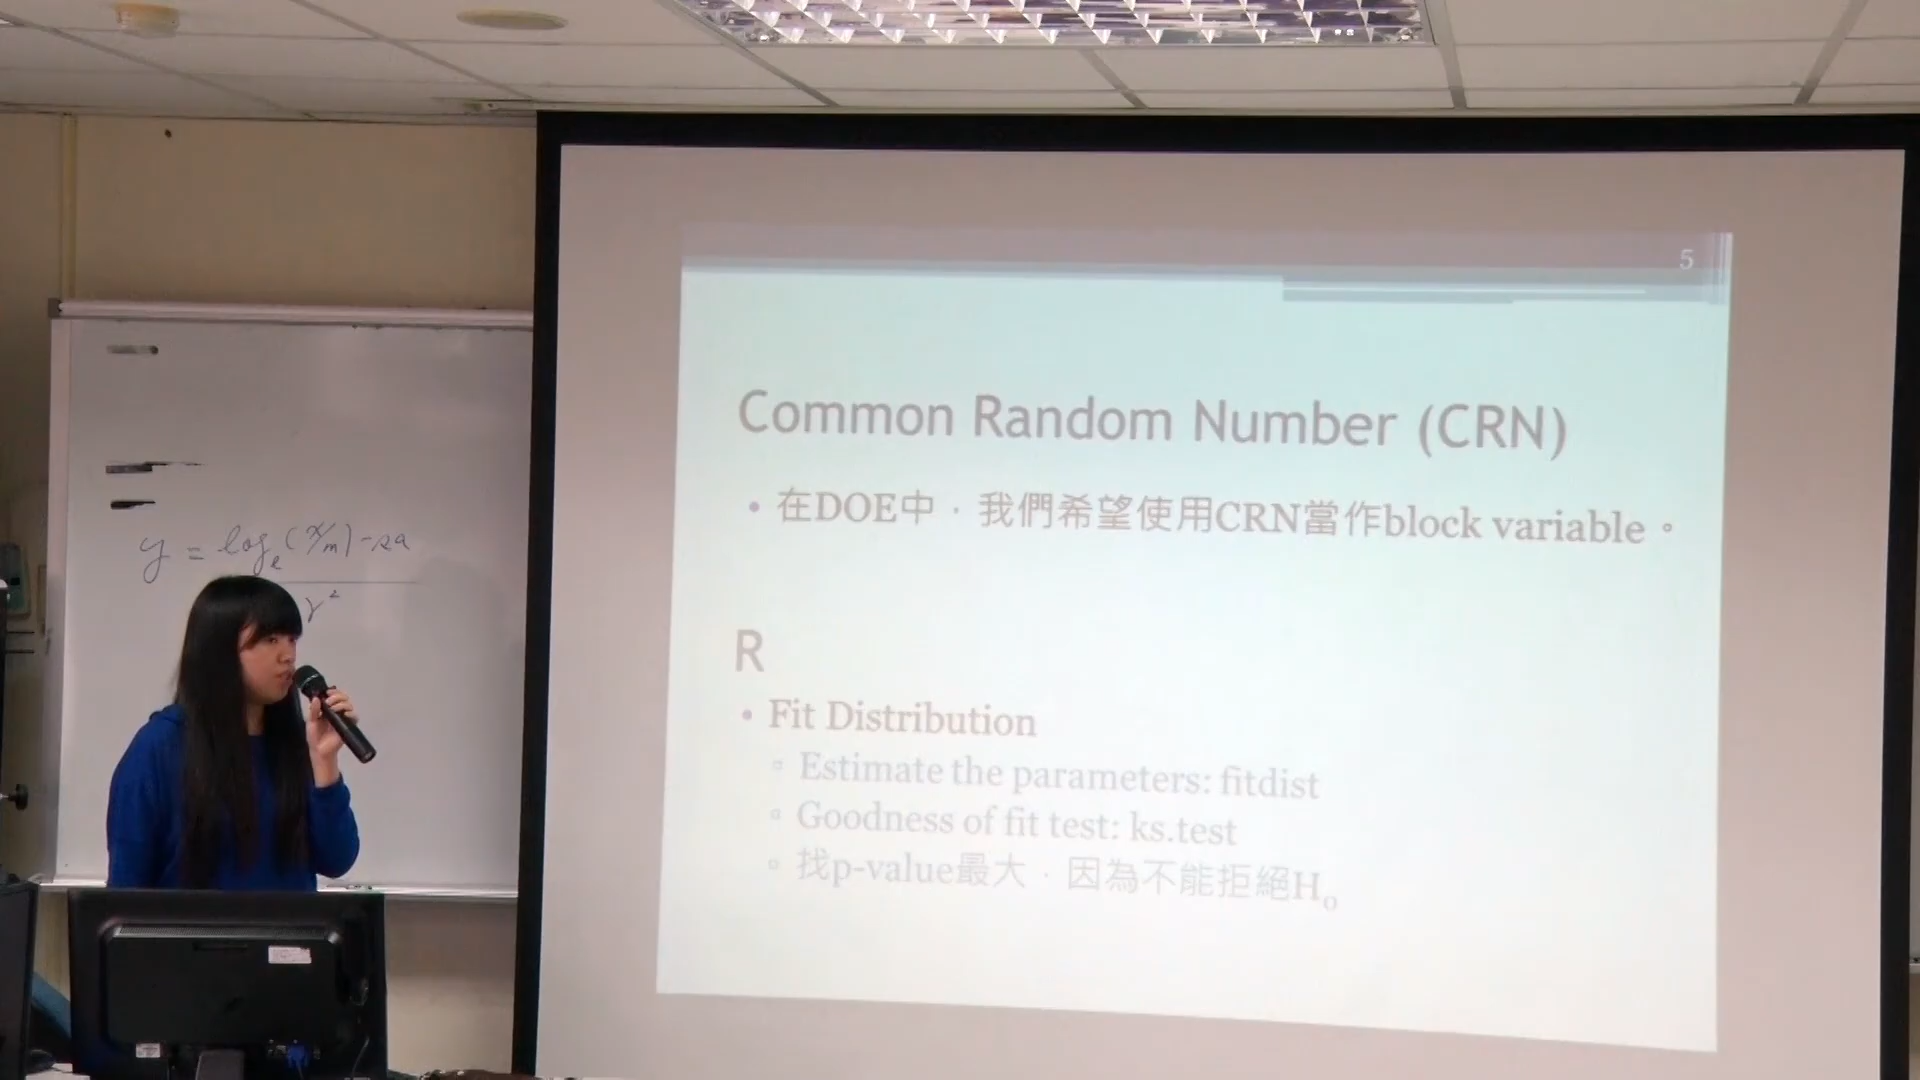 5
Common Random Number (CRN)
• 在DOE中，我們希望使用CRN當作block variable。
R
• Fit Distribution
▫ Estimate the parameters: fitdist
▫ Goodness of fit test: ks.test
▫ 找p-value最大，因為不能拒絕H₀
y = logₑ(x/m)-
γ²